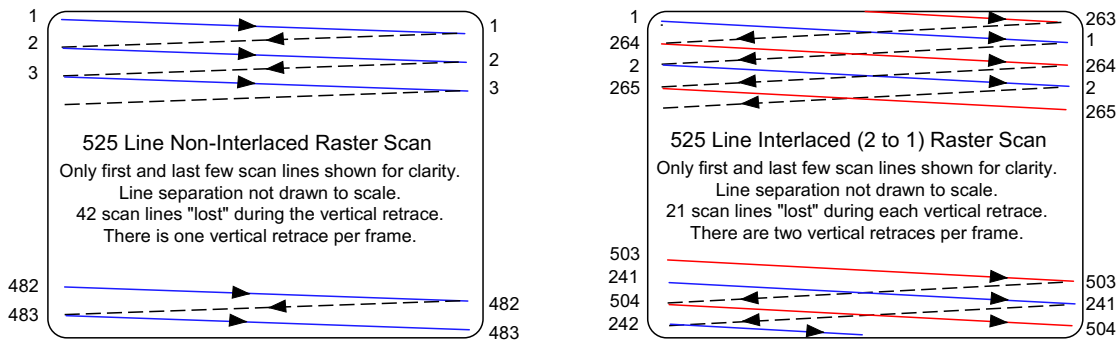 1
1
2
2
3
3
525 Line Non-Interlaced Raster Scan
Only first and last few scan lines shown for clarity.
Line separation not drawn to scale.
42 scan lines "lost" during the vertical retrace.
There is one vertical retrace per frame.
482
482
483
483
1
263
264
1
2
264
265
2
265
525 Line Interlaced (2 to 1) Raster Scan
Only first and last few scan lines shown for clarity.
Line separation not drawn to scale.
21 scan lines "lost" during each vertical retrace.
There are two vertical retraces per frame.
503
241
503
504
241
242
504